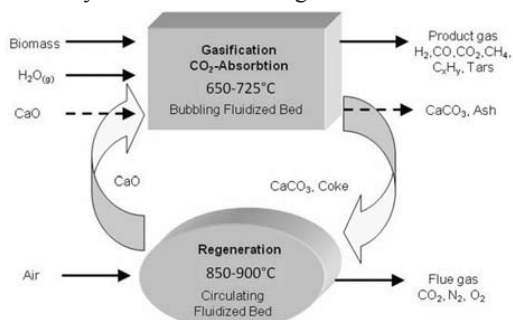 Biomass
H₂O(g)
CaO
Gasification
CO₂-Absorbtion
650-725°C
Bubbling Fluidized Bed
Product gas
H₂,CO,CO₂,CH₄,
CₓHᵧ, Tars
CaCO₃, Ash
CaO
CaCO₃, Coke
Air
Regeneration
850-900°C
Circulating
Fluidized Bed
Flue gas
CO₂, N₂, O₂